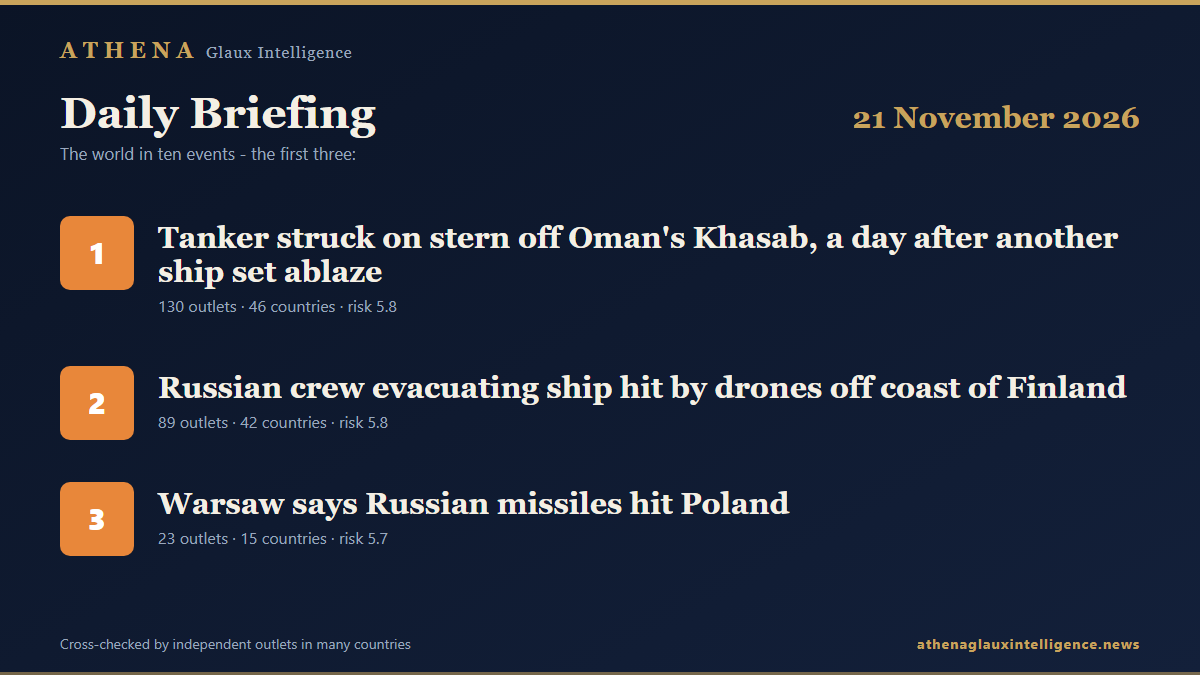 ATHENA Glaux Intelligence
Daily Briefing
21 November 2026
The world in ten events - the first three:
1
Tanker struck on stern off Oman's Khasab, a day after another
ship set ablaze
130 outlets · 46 countries · risk 5.8
2
Russian crew evacuating ship hit by drones off coast of Finland
89 outlets · 42 countries · risk 5.8
3
Warsaw says Russian missiles hit Poland
23 outlets · 15 countries · risk 5.7
Cross-checked by independent outlets in many countries
athenaglauxintelligence.news